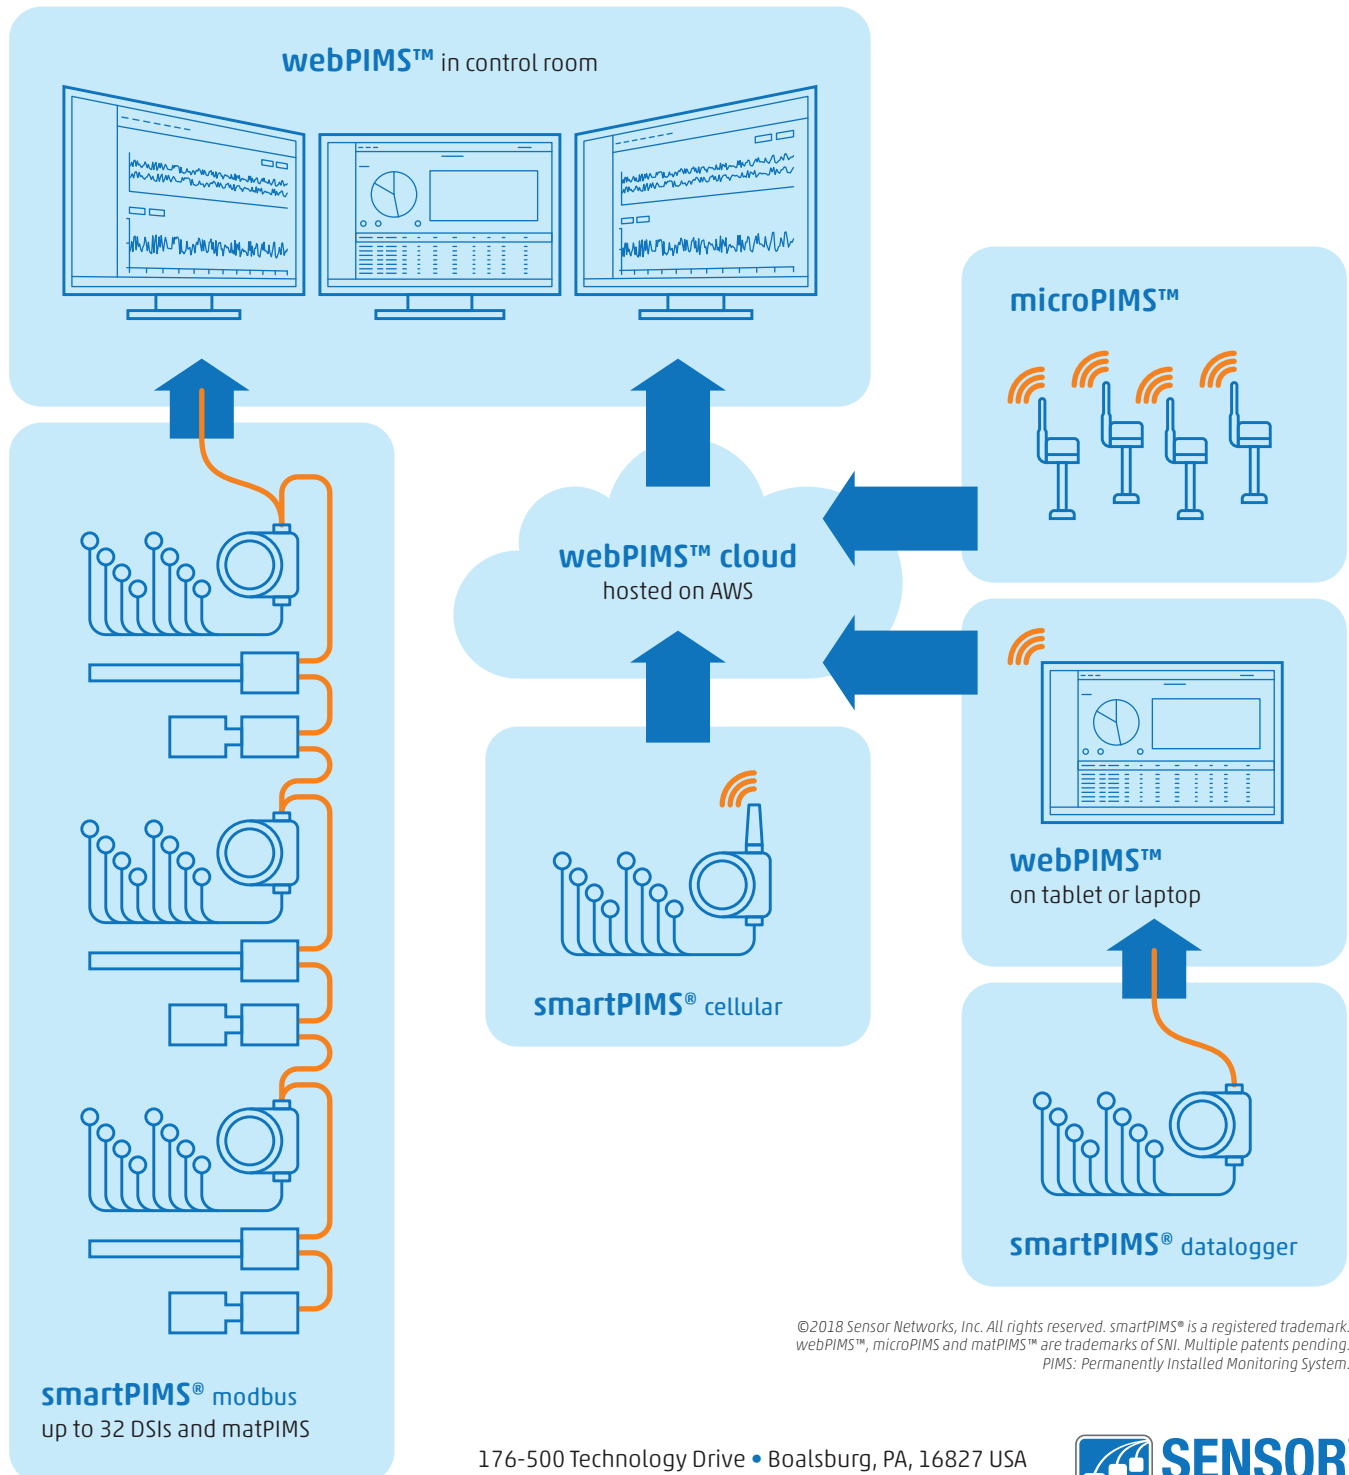 webPIMS™ in control room
microPIMS™
webPIMS™ cloud
hosted on AWS
webPIMS™
on tablet or laptop
smartPIMS® cellular
smartPIMS® datalogger
©2018 Sensor Networks, Inc. All rights reserved. smartPIMS® is a registered trademark.
webPIMS™, microPIMS and matPIMS™ are trademarks of SNI. Multiple patents pending.
PIMS: Permanently Installed Monitoring System.
smartPIMS® modbus
up to 32 DSIs and matPIMS
176-500 Technology Drive • Boalsburg, PA, 16827 USA
SENSOR